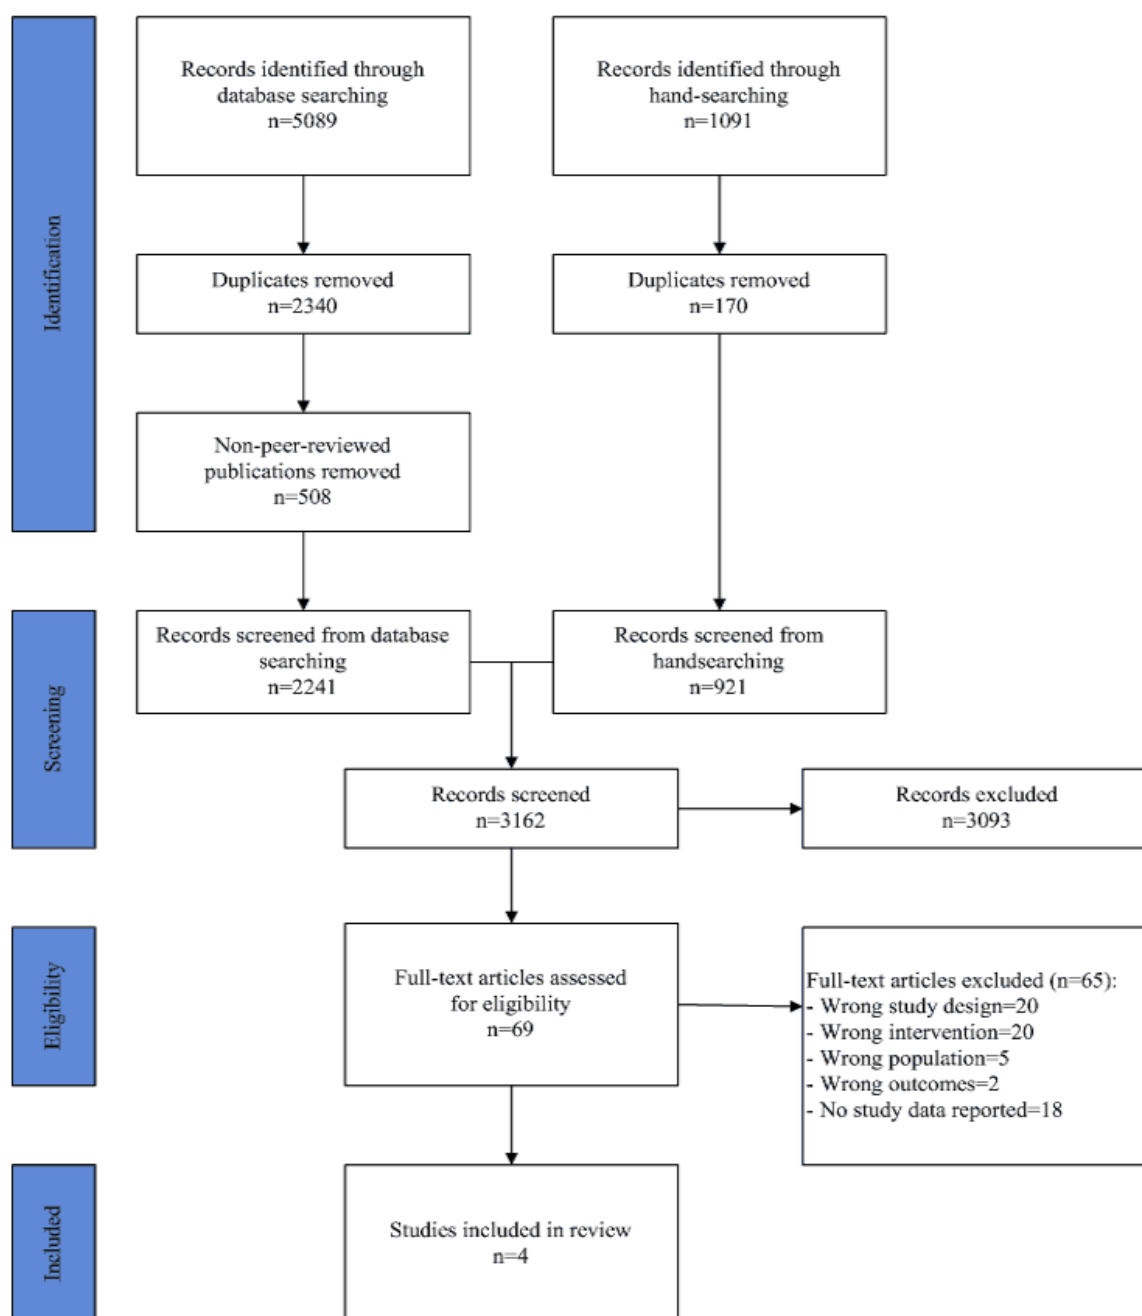 Identification
Records identified through
database searching
n=5089
Records identified through
hand-searching
n=1091
Duplicates removed
n=2340
Duplicates removed
n=170
Non-peer-reviewed
publications removed
n=508
Screening
Records screened from database
searching
n=2241
Records screened from
handsearching
n=921
Records screened
n=3162
Records excluded
n=3093
Eligibility
Full-text articles assessed
for eligibility
n=69
Full-text articles excluded (n=65):
- Wrong study design=20
- Wrong intervention=20
- Wrong population=5
- Wrong outcomes=2
- No study data reported=18
Included
Studies included in review
n=4